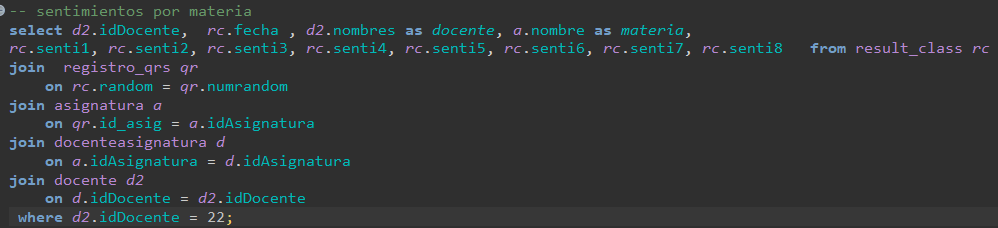 -- sentimientos por materia
select d2.idDocente,  rc.fecha , d2.nombres as docente, a.nombre as materia,
rc.senti1, rc.senti2, rc.senti3, rc.senti4, rc.senti5, rc.senti6, rc.senti7, rc.senti8   from result_class rc
join  registro_qrs qr
    on rc.random = qr.numrandom
join asignatura a
    on qr.id_asig = a.idAsignatura
join docenteasignatura d
    on a.idAsignatura = d.idAsignatura
join docente d2
    on d.idDocente = d2.idDocente
 where d2.idDocente = 22;